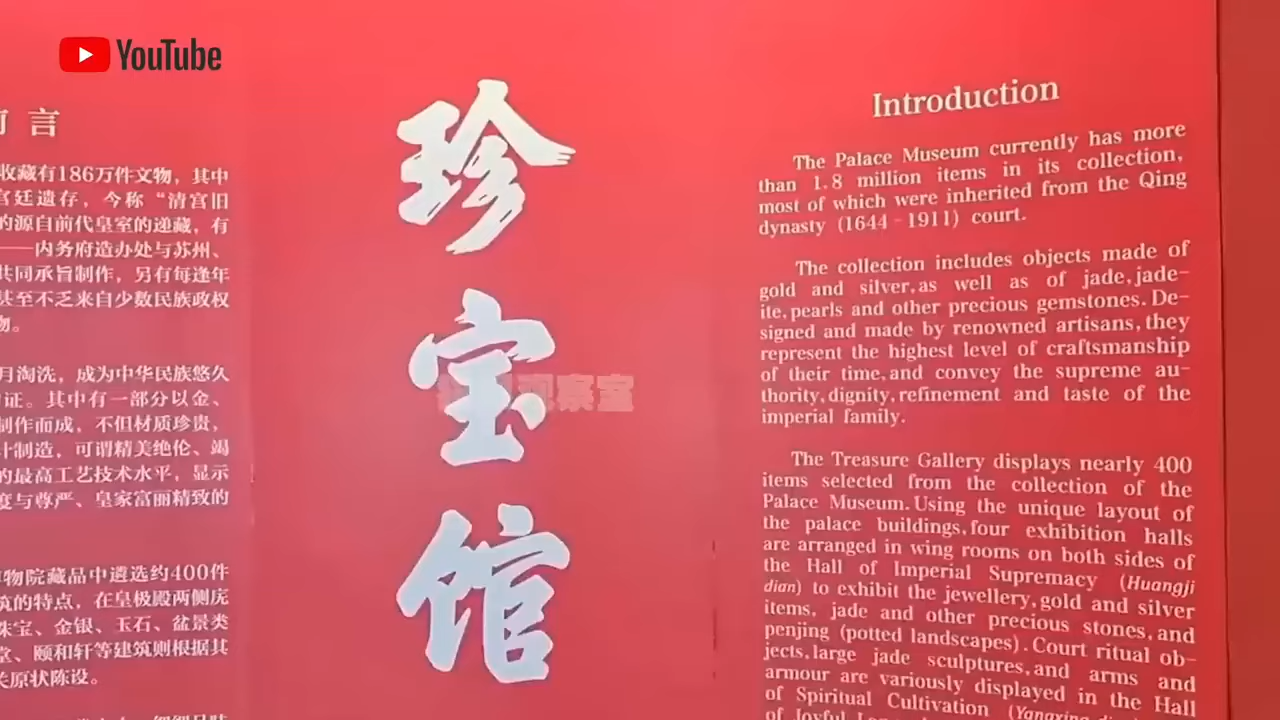 YouTube
言
收藏有186万件文物，其中
宫廷遗存，今称“清宫旧
的源自前代皇室的递藏，有
——内务府造办处与苏州、
共同承旨制作，另有每逢年
甚至不乏来自少数民族政权
物。
月淘洗，成为中华民族悠久
证。其中有一部分以金、
制作而成，不但材质珍贵，
计制造，可谓精美绝伦、竭
的最高工艺技术水平，显示
度与尊严、皇家富丽精致的
物院藏品中遴选约400件
筑的特点，在皇极殿两侧庑
珠宝、金银、玉石、盆景类
堂、颐和轩等建筑则根据其
关原状陈设。
珍宝馆
观察室
Introduction
The Palace Museum currently has more
than 1.8 million items in its collection,
most of which were inherited from the Qing
dynasty (1644-1911) court.
The collection includes objects made of
gold and silver, as well as of jade, jade-
ite, pearls and other precious gemstones. De-
signed and made by renowned artisans, they
represent the highest level of craftsmanship
of their time, and convey the supreme au-
thority, dignity, refinement and taste of the
imperial family.
The Treasure Gallery displays nearly 400
items selected from the collection of the
Palace Museum. Using the unique layout of
the palace buildings, four exhibition halls
are arranged in wing rooms on both sides of
the Hall of Imperial Supremacy (Huangji
dian) to exhibit the jewellery, gold and silver
items, jade and other precious stones, and
penjing (potted landscapes). Court ritual ob-
jects, large jade sculptures, and arms and
armour are variously displayed in the Hall
of Spiritual Cultivation (Yangxing
of Joyful